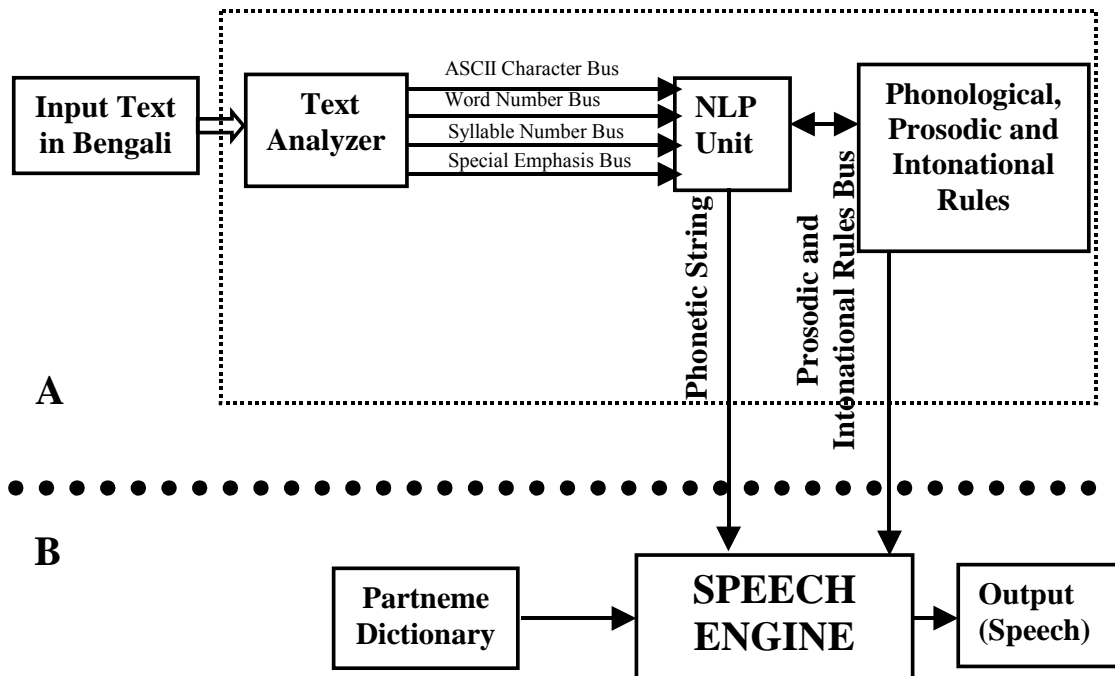 Input Text
in Bengali
Text
Analyzer
ASCII Character Bus
Word Number Bus
Syllable Number Bus
Special Emphasis Bus
NLP
Unit
Phonological,
Prosodic and
Intonational
Rules
Phonetic String
Prosodic and
Intonational Rules Bus
A
B
Partneme
Dictionary
SPEECH
ENGINE
Output
(Speech)